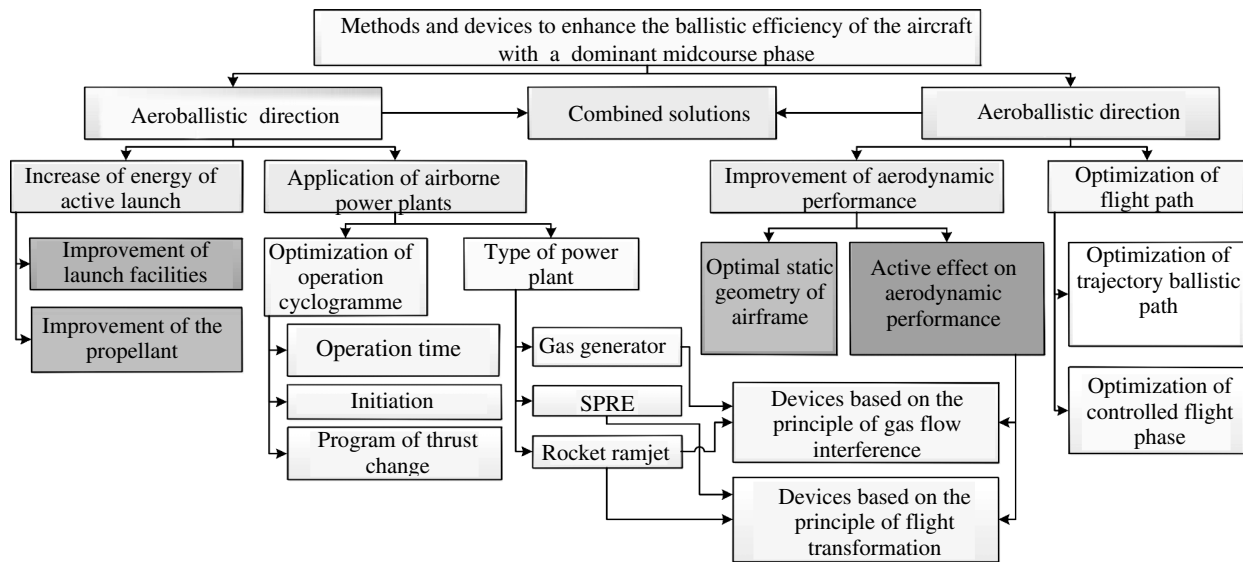 Methods and devices to enhance the ballistic efficiency of the aircraft
with a dominant midcourse phase
Aeroballistic direction
Combined solutions
Aeroballistic direction
Increase of energy of
active launch
Application of airborne
power plants
Improvement of aerodynamic
performance
Optimization of
flight path
Improvement of
launch facilities
Improvement of the
propellant
Optimization of
operation
cyclogramme
Type of power
plant
Optimal static
geometry of
airframe
Active effect on
aerodynamic
performance
Optimization of
trajectory ballistic
path
Operation time
Initiation
Program of thrust
change
Gas generator
SPRE
Rocket ramjet
Devices based on the
principle of gas flow
interference
Devices based on the
principle of flight
transformation
Optimization of
controlled flight
phase